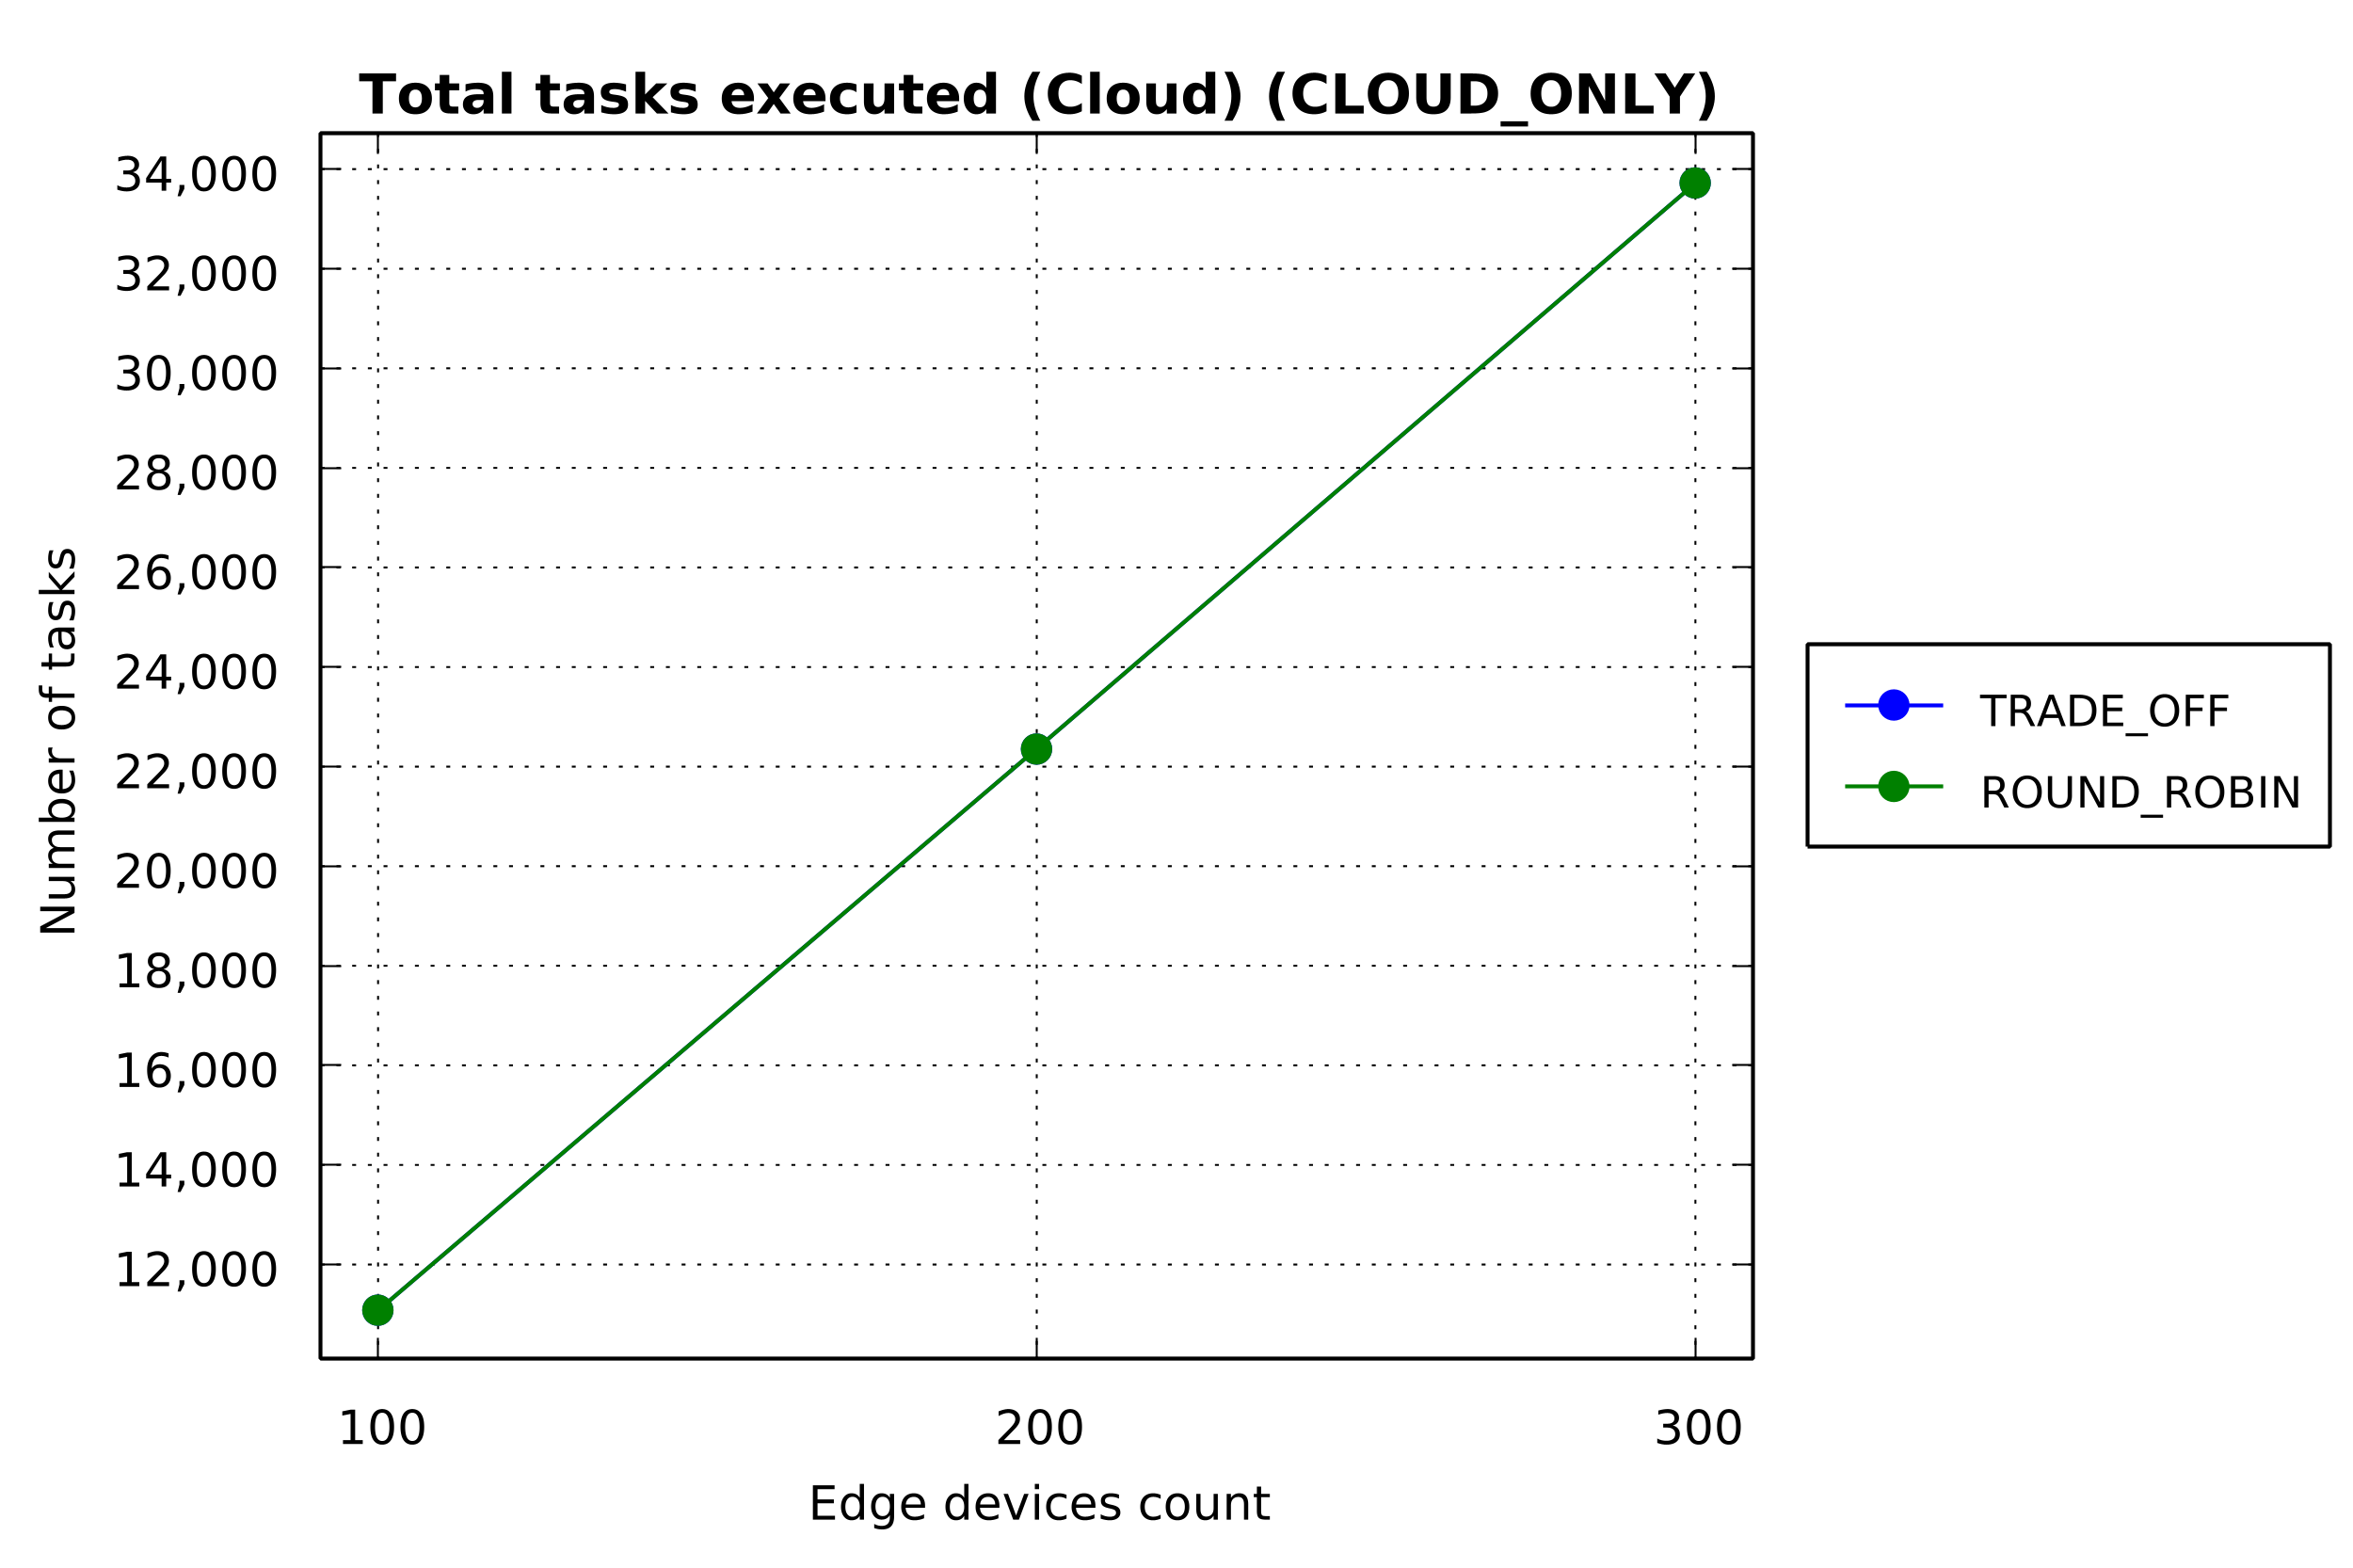 Total tasks executed (Cloud) (CLOUD_ONLY)
34,000
32,000
30,000
28,000
26,000
24,000
22,000
20,000
18,000
16,000
14,000
12,000
Number of tasks
100 200 300
Edge devices count
TRADE_OFF
ROUND_ROBIN